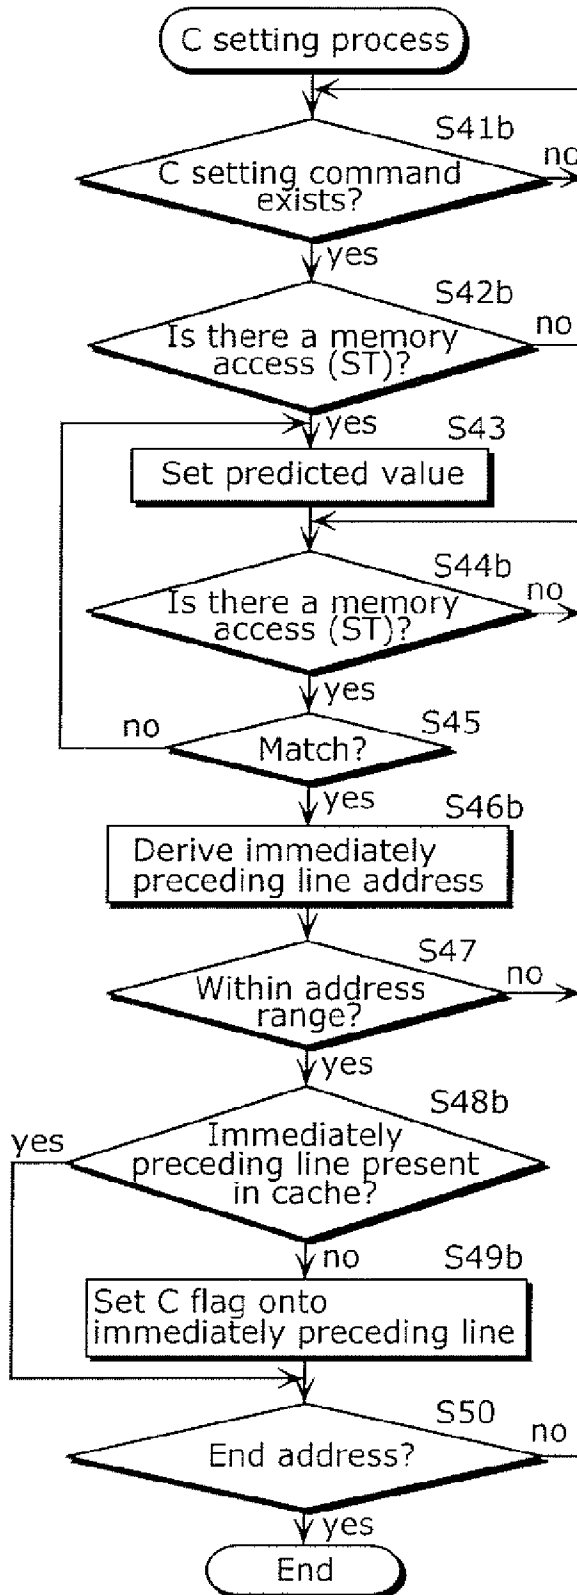 C setting process
S41b
C setting command
exists?
no
yes
S42b
Is there a memory
access (ST)?
no
yes
S43
Set predicted value
S44b
Is there a memory
access (ST)?
no
yes
S45
no
Match?
yes
S46b
Derive immediately
preceding line address
S47
Within address
range?
no
yes
S48b
yes
Immediately
preceding line present
in cache?
no
S49b
Set C flag onto
immediately preceding line
S50
End address?
no
yes
End